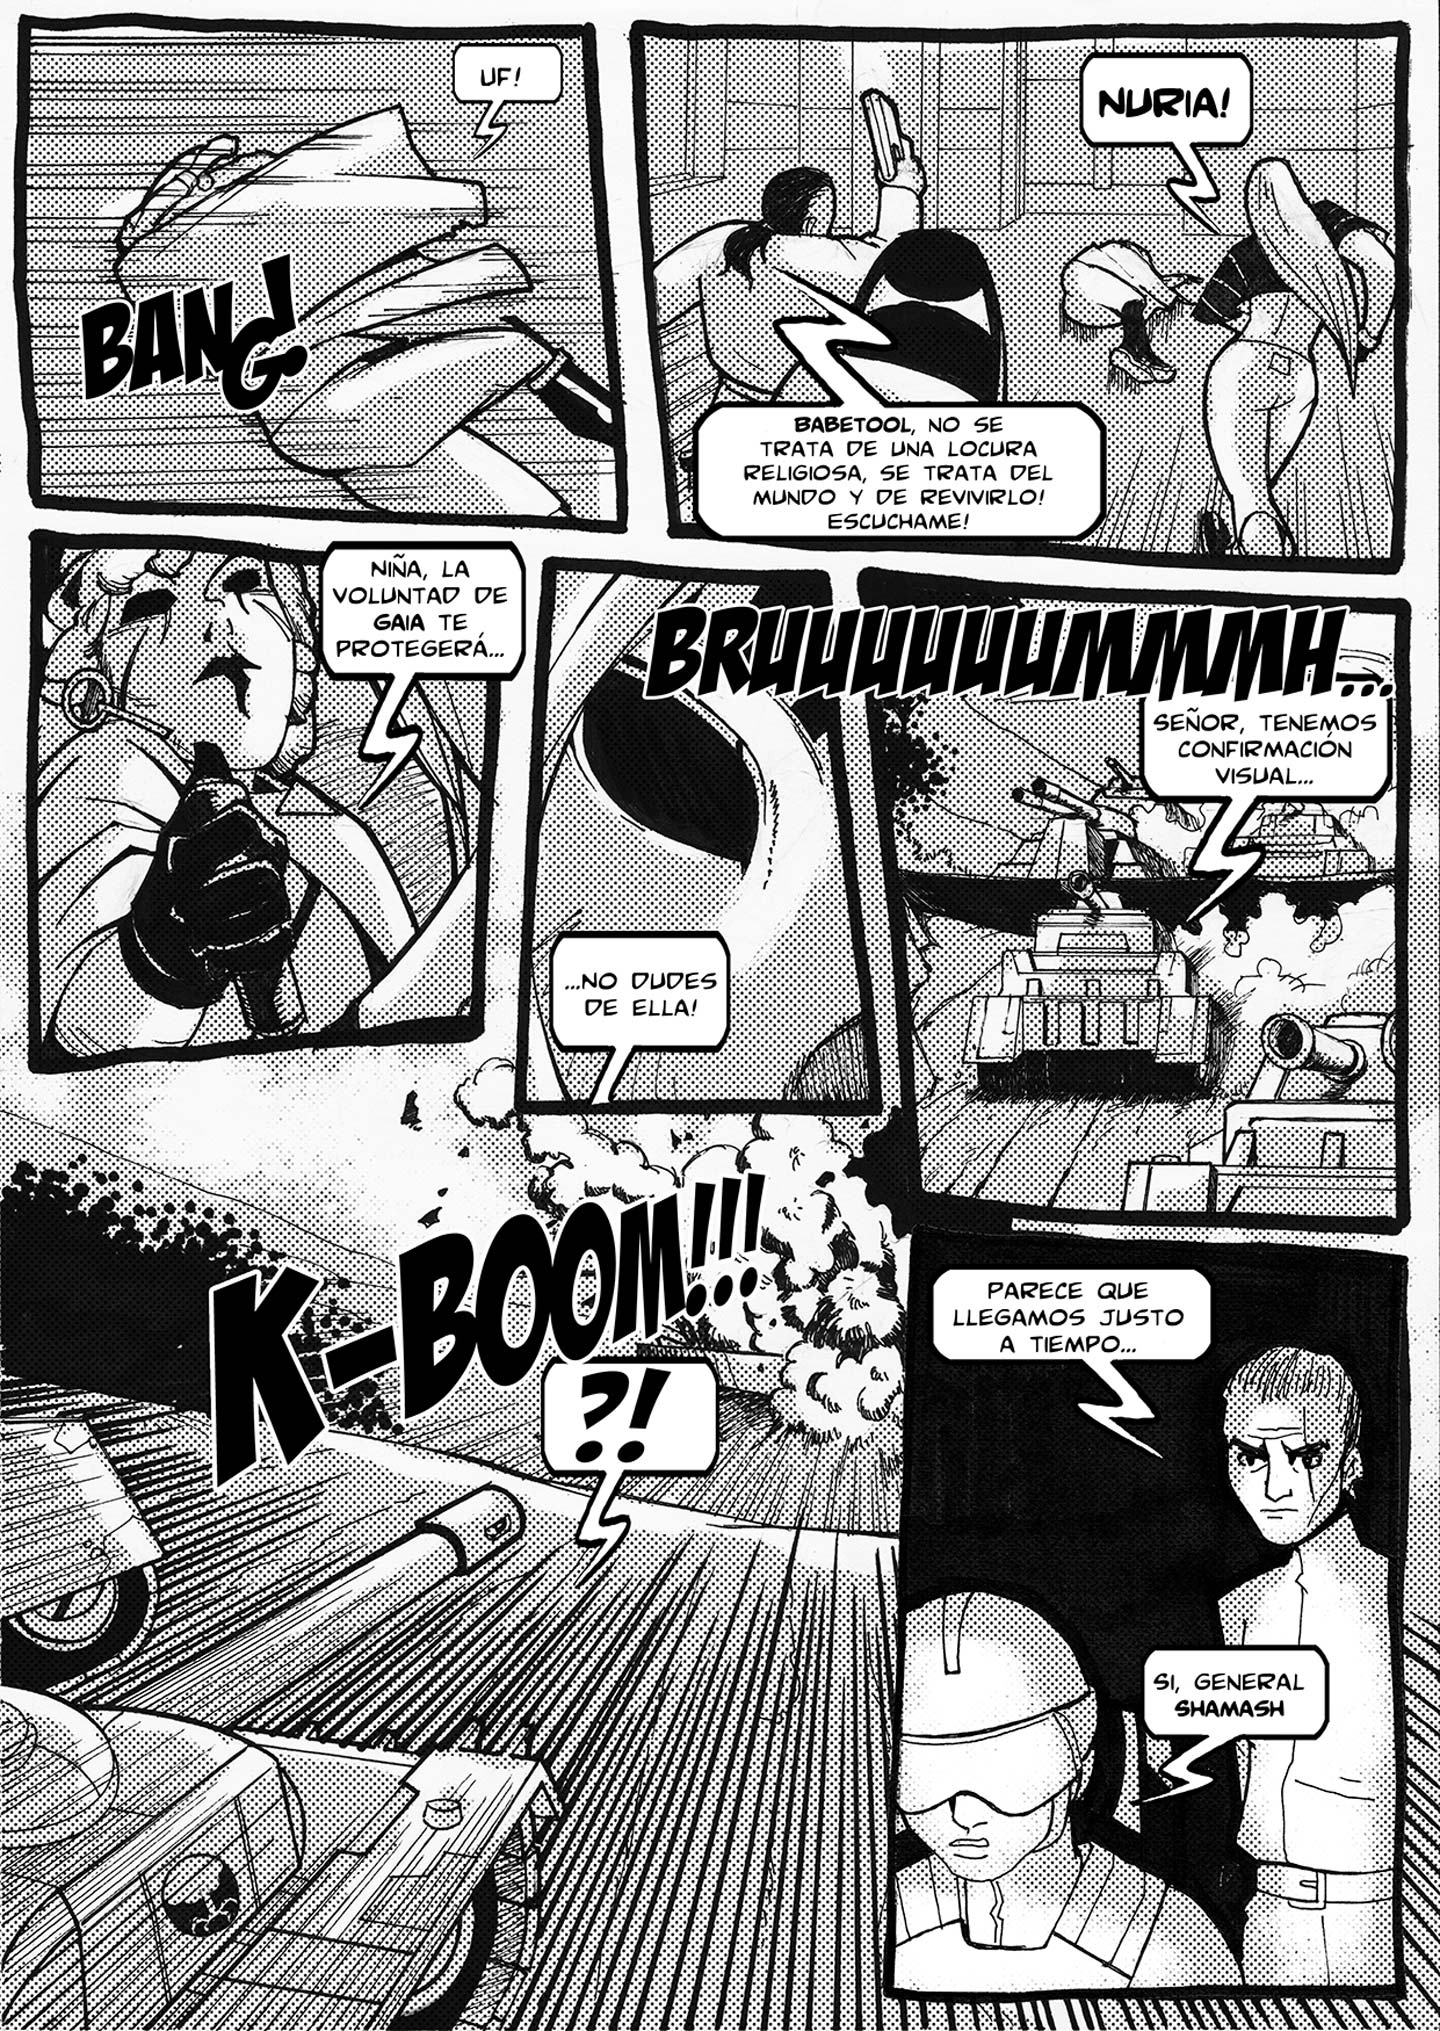 UF!
BANG!
NURIA!
BABETOOL, NO SE
TRATA DE UNA LOCURA
RELIGIOSA, SE TRATA DEL
MUNDO Y DE REVIVIRLO!
ESCUCHAME!
NIÑA, LA
VOLUNTAD DE
GAIA TE
PROTEGERÁ...
...NO DUDES
DE ELLA!
BRUUUUUUUMMMMH...
SEÑOR, TENEMOS
CONFIRMACIÓN
VISUAL...
K-BOOM!!!
?!
PARECE QUE
LLEGAMOS JUSTO
A TIEMPO...
SI, GENERAL
SHAMASH